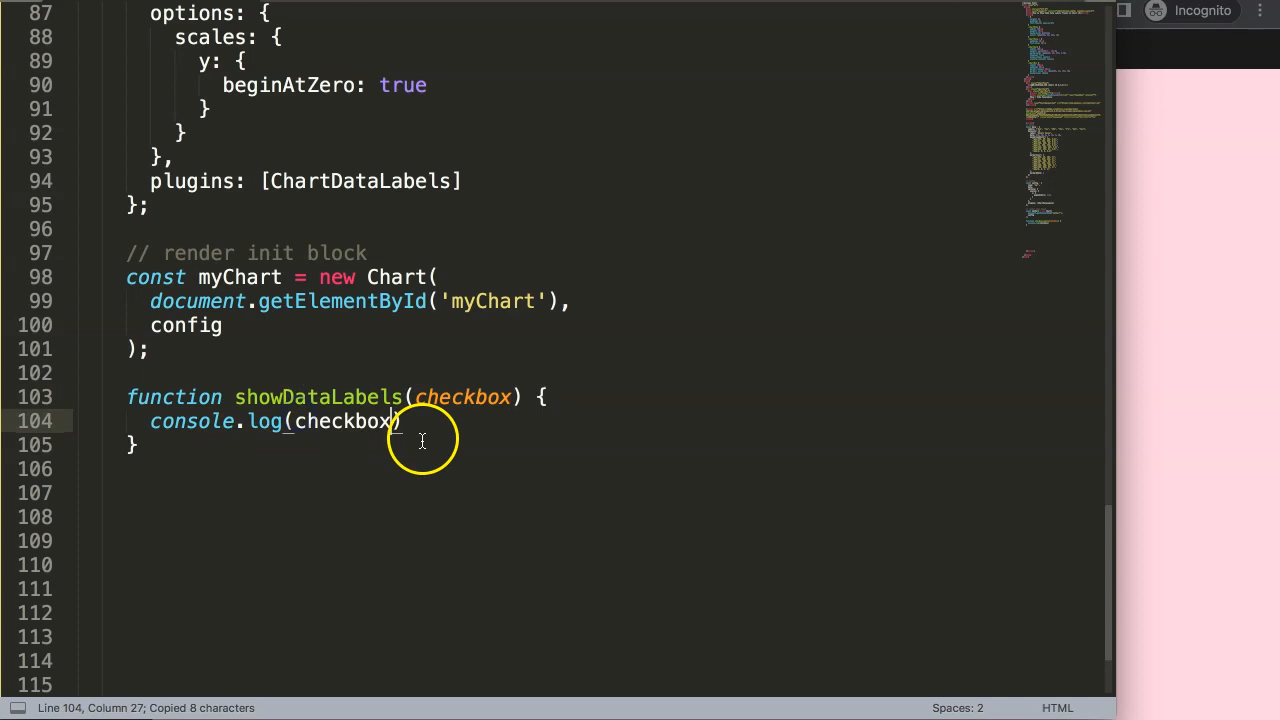 Incognito
87 options: {
88 scales: {
89 y: {
90 beginAtZero: true
91 }
92 }
93 },
94 plugins: [ChartDataLabels]
95 };
96
97 // render init block
98 const myChart = new Chart(
99 document.getElementById('myChart'),
100 config
101 );
102
103 function showDataLabels(checkbox) {
104 console.log(checkbox)
105 }
106
107
108
109
110
111
112
113
114
115
Line 104, Column 27; Copied 8 characters
Spaces: 2
HTML